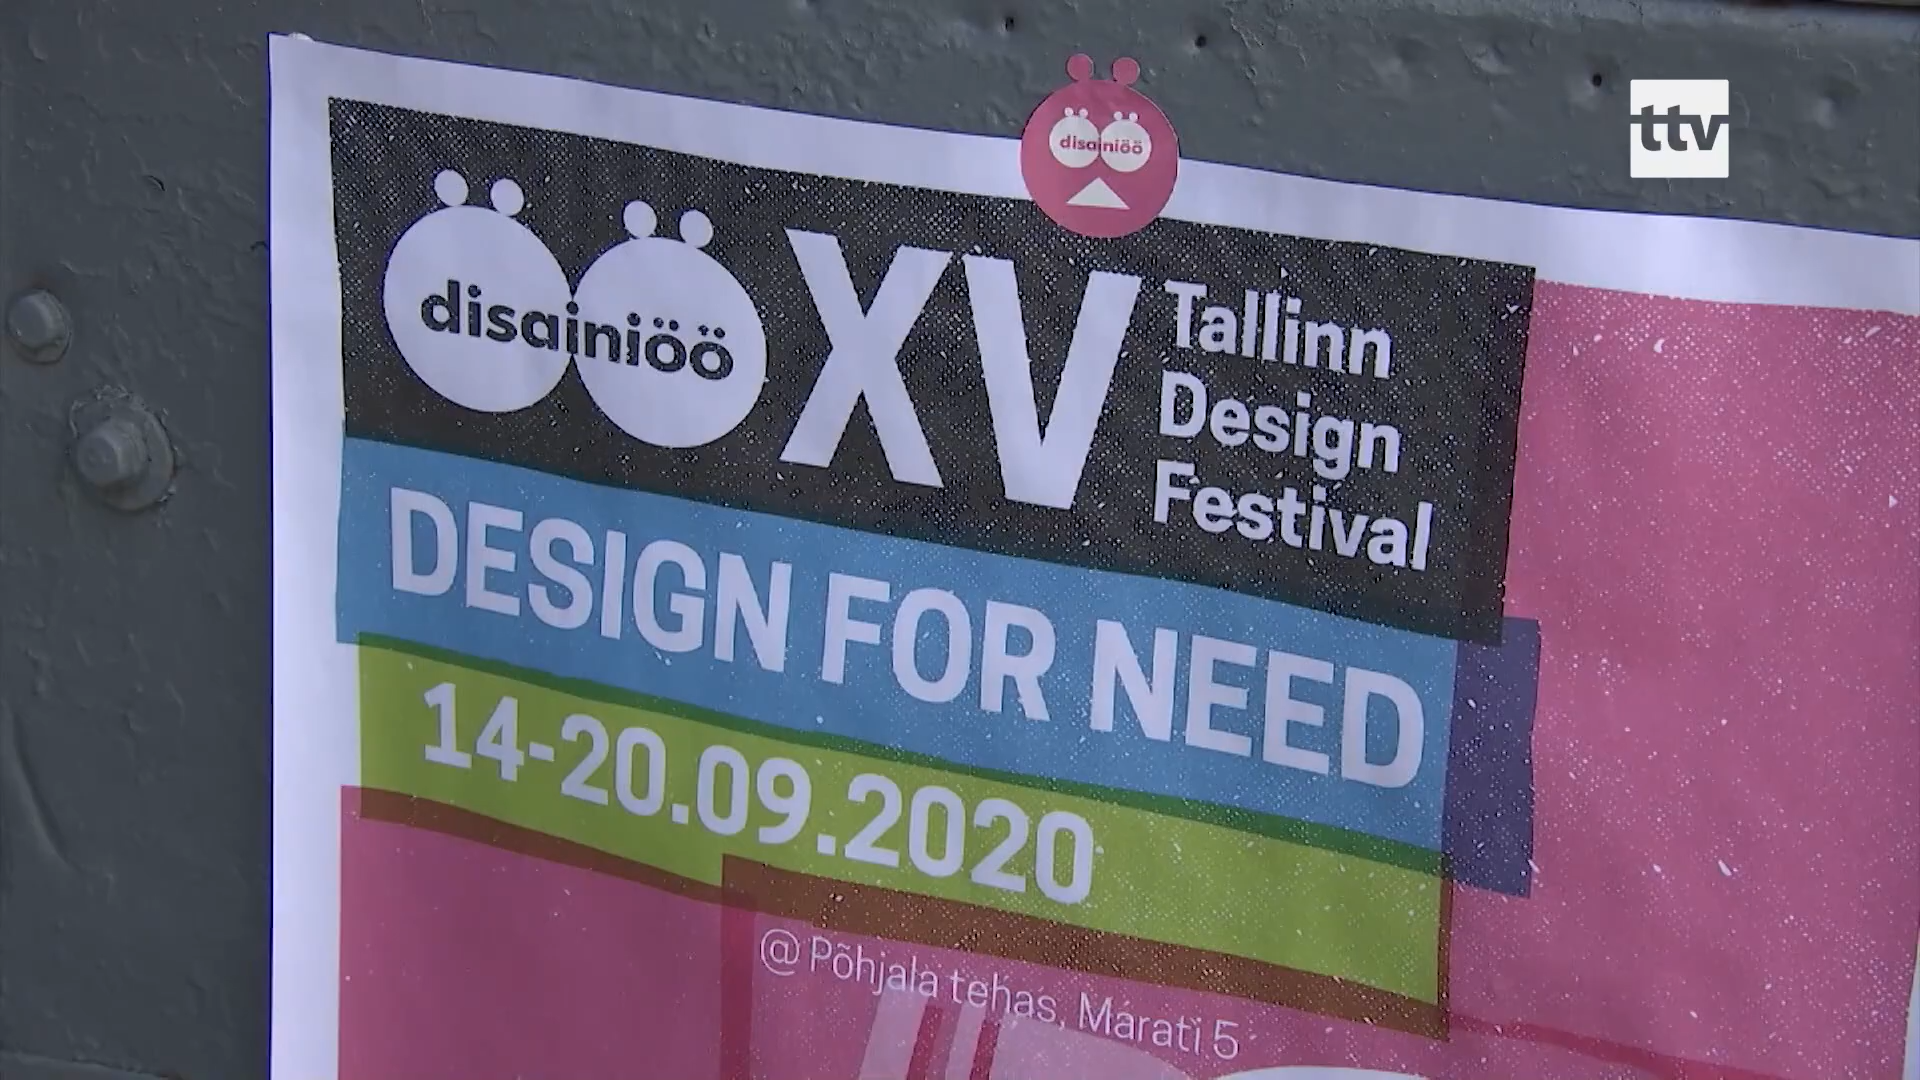 disainiöö
ttv
disainiöö
XV
Tallinn
Design
Festival
DESIGN FOR NEED
14-20.09.2020
@ Põhjala tehas, Marati 5